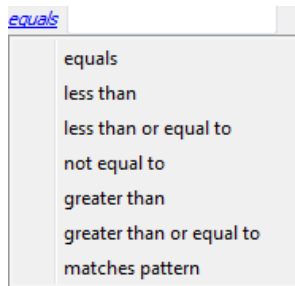 equals
equals
less than
less than or equal to
not equal to
greater than
greater than or equal to
matches pattern